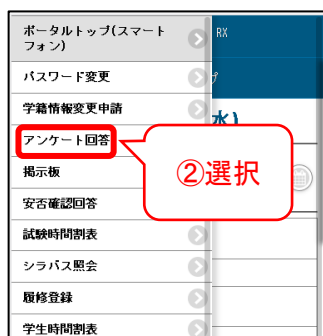 ポータルトップ(スマート
フォン)
RX
パスワード変更
プ
学籍情報変更申請
水)
アンケート回答
②選択
掲示板
安否確認回答
試験時間割表
シラバス照会
履修登録
学生時間割表